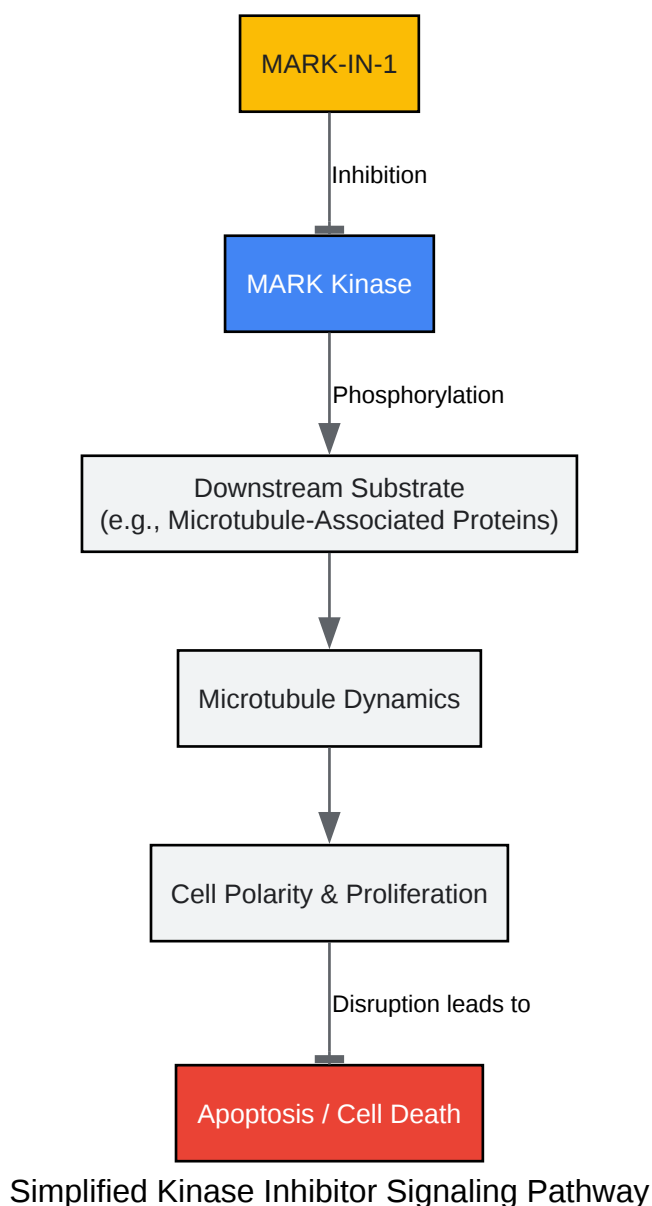 MARK-IN-1
Inhibition
MARK Kinase
Phosphorylation
Downstream Substrate
(e.g., Microtubule-Associated Proteins)
Microtubule Dynamics
Cell Polarity & Proliferation
Disruption leads to
Apoptosis / Cell Death
Simplified Kinase Inhibitor Signaling Pathway